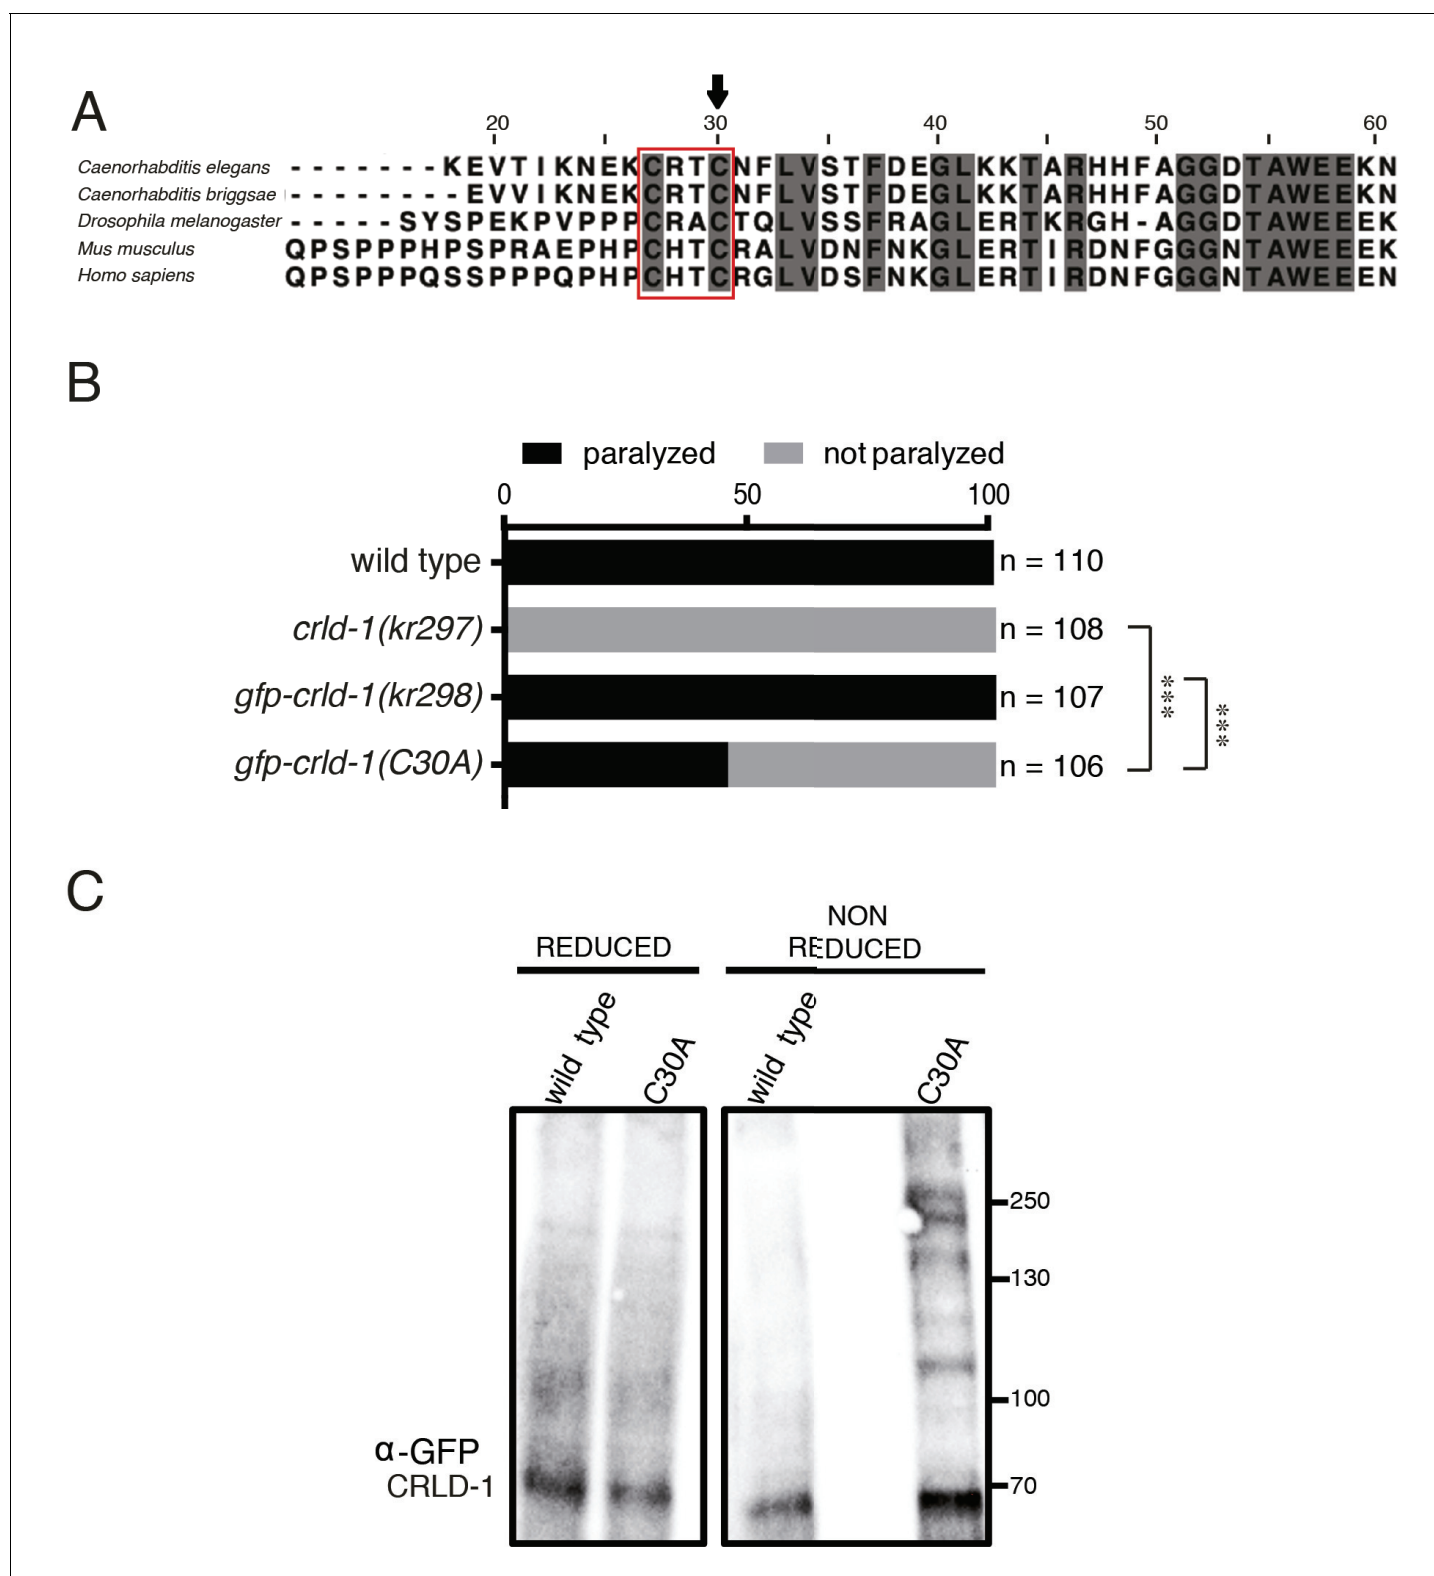 A
20 30 40 50 60
Caenorhabditis elegans - - - - - - - KEVTIKNEKCRTCNFLVSTFDEGLKKTARHHFAGGDTAWEEKN
Caenorhabditis briggsae - - - - - - - - EVVIKNEKCRTCNFLVSTFDEGLKKTARHHFAGGDTAWEEKN
Drosophila melanogaster - - - - - SYSPEKPVPPPCRACTQLVSSFRAGLERTKRGH-AGGDTAWEEEK
Mus musculus QPSPPPHPSPRAEPHPCHTCRALVDNFNKGLERTIRDNFGGGNTAWEEEK
Homo sapiens QPSPPPQSSPPPQPHPCHTCRGLVDSFNKGLERTIRDNFGGGNTAWEEEN
B
paralyzed not paralyzed
0 50 100
wild type n = 110
crld-1(kr297) n = 108
gfp-crld-1(kr298) n = 107
gfp-crld-1(C30A) n = 106
***
***
C
NON
REDUCED REDUCED
wild type C30A wild type C30A
250
130
100
α-GFP
CRLD-1 70